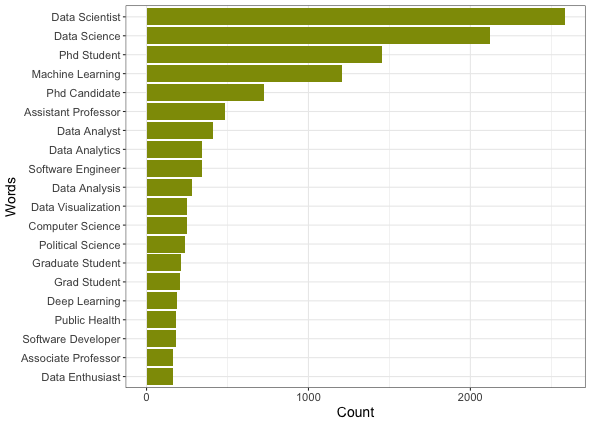 Data Scientist
Data Science
Phd Student
Machine Learning
Phd Candidate
Assistant Professor
Data Analyst
Data Analytics
Software Engineer
Data Analysis
Data Visualization
Computer Science
Political Science
Graduate Student
Grad Student
Deep Learning
Public Health
Software Developer
Associate Professor
Data Enthusiast
Words
0 1000 2000
Count